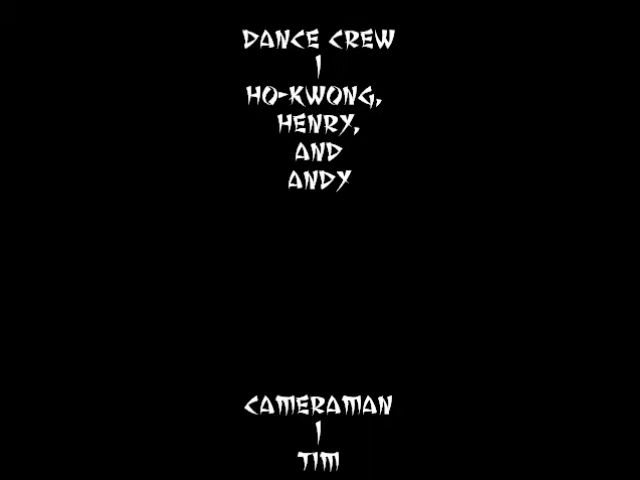 DANCE CREW
|
HO-KWONG,
HENRY,
AND
ANDY
CAMERAMAN
|
TIM